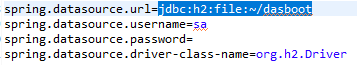 spring.datasource.url=jdbc:h2:file:~/dasboot
spring.datasource.username=sa
spring.datasource.password=
spring.datasource.driver-class-name=org.h2.Driver